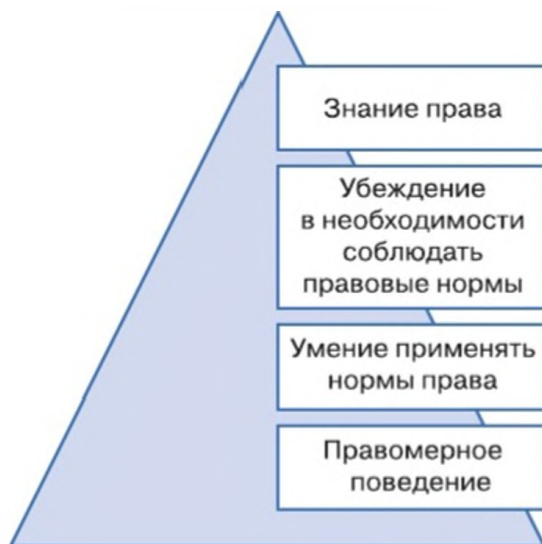 Знание права
Убеждение
в необходимости
соблюдать
правовые нормы
Умение применять
нормы права
Правомерное
поведение